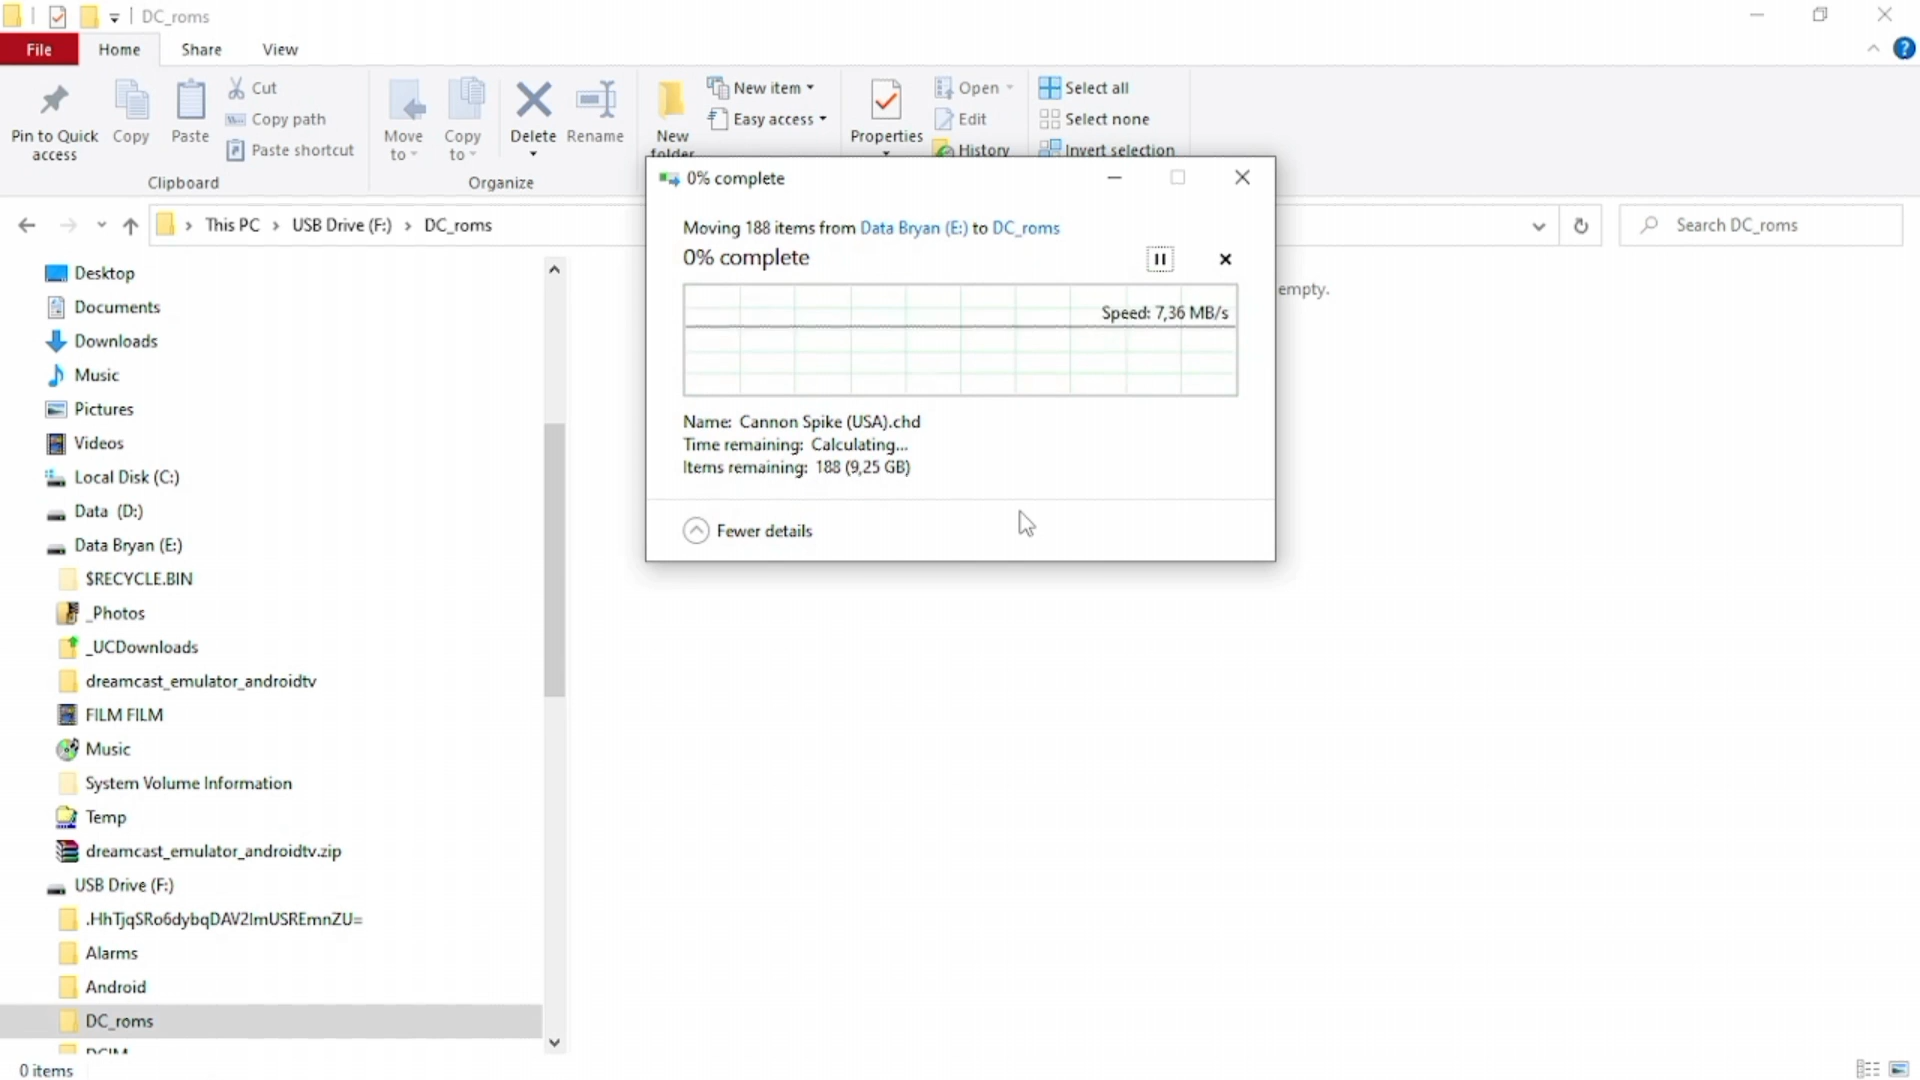 DC_roms
File Home Share View
Pin to Quick access
Copy
Paste
Cut
Copy path
Paste shortcut
Clipboard
Move to
Copy to
Delete
Rename
Organize
New folder
New item
Easy access
Properties
Open
Edit
History
Select all
Select none
Invert selection
This PC > USB Drive (F:) > DC_roms
Search DC_roms
Desktop
Documents
Downloads
Music
Pictures
Videos
Local Disk (C:)
Data (D:)
Data Bryan (E:)
$RECYCLE.BIN
_Photos
_UCDownloads
dreamcast_emulator_androidtv
FILM FILM
Music
System Volume Information
Temp
dreamcast_emulator_androidtv.zip
USB Drive (F:)
.HhTjqSRo6dybqDAV2ImUSREmnZU=
Alarms
Android
DC_roms
DCIM
0 items
empty.
0% complete
Moving 188 items from Data Bryan (E:) to DC_roms
0% complete
Speed: 7,36 MB/s
Name: Cannon Spike (USA).chd
Time remaining: Calculating...
Items remaining: 188 (9,25 GB)
Fewer details